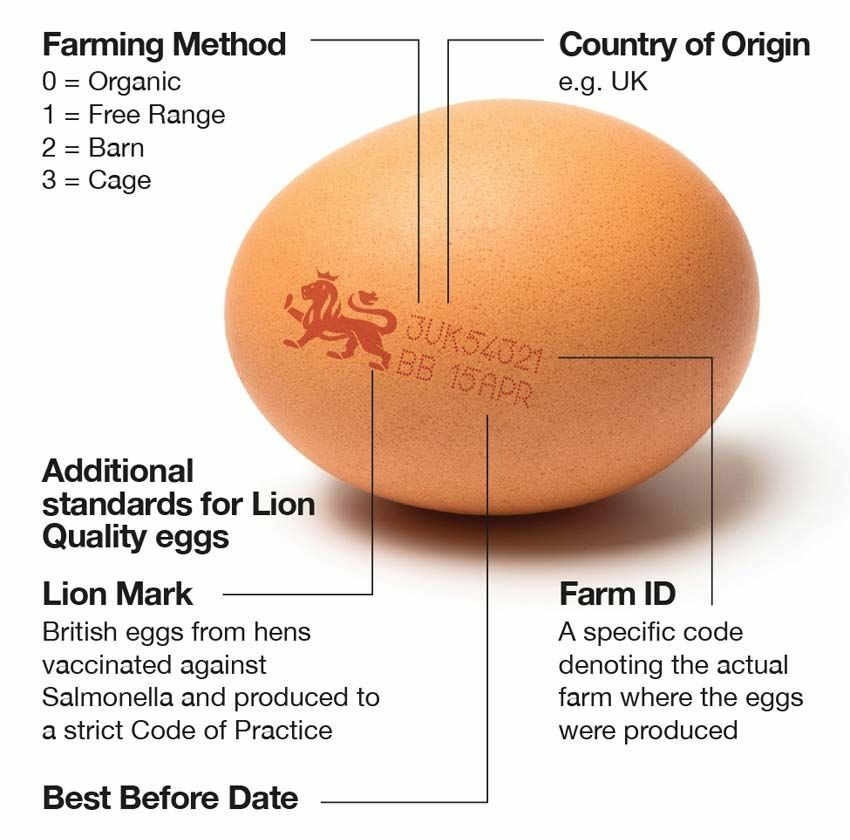 Farming Method
0 = Organic
1 = Free Range
2 = Barn
3 = Cage
Country of Origin
e.g. UK
3UK54321
BB 15APR
Additional
standards for Lion
Quality eggs
Lion Mark
British eggs from hens
vaccinated against
Salmonella and produced to
a strict Code of Practice
Farm ID
A specific code
denoting the actual
farm where the eggs
were produced
Best Before Date